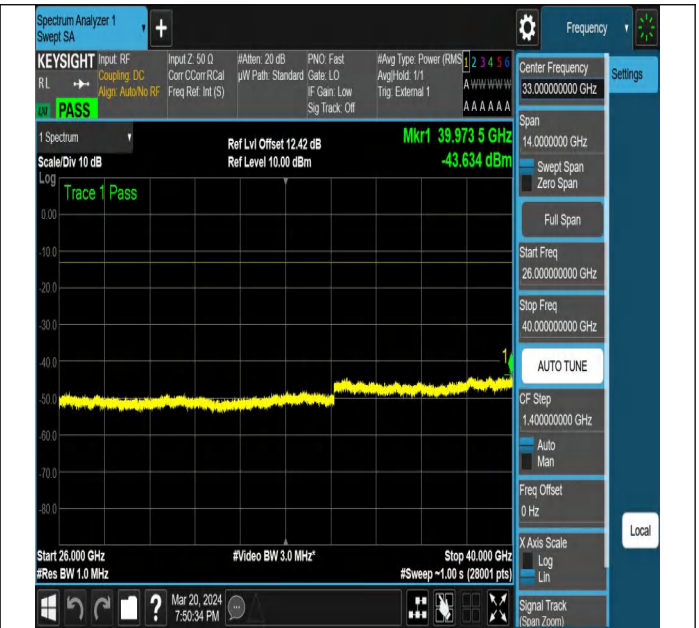 Spectrum Analyzer 1
Swept SA
+
Frequency
KEYSIGHT
RL
PASS
Input: RF
Coupling: DC
Align: Auto/No RF
Input Z: 50 Ω
Corr CCorr RCal
Freq Ref: Int (S)
#Atten: 20 dB
µW Path: Standard
PNO: Fast
Gate: LO
IF Gain: Low
Sig Track: Off
#Avg Type: Power (RMS
Avg|Hold: 1/1
Trig: External 1
1 2 3 4 5 6
A W W W W W
A A A A A A
1 Spectrum
Scale/Div 10 dB
Ref Lvl Offset 12.42 dB
Ref Level 10.00 dBm
Mkr1 39.973 5 GHz
-43.634 dBm
Log
Trace 1 Pass
0.00
-10.0
-20.0
-30.0
-40.0
-50.0
-60.0
-70.0
-80.0
1
Start 26.000 GHz
#Res BW 1.0 MHz
#Video BW 3.0 MHz*
Stop 40.000 GHz
#Sweep ~1.00 s (28001 pts)
?
Mar 20, 2024
7:50:34 PM
Center Frequency
33.000000000 GHz
Span
14.0000000 GHz
Swept Span
Zero Span
Full Span
Start Freq
26.000000000 GHz
Stop Freq
40.000000000 GHz
AUTO TUNE
CF Step
1.400000000 GHz
Auto
Man
Freq Offset
0 Hz
X Axis Scale
Log
Lin
Signal Track
(Span Zoom)
Settings
Local